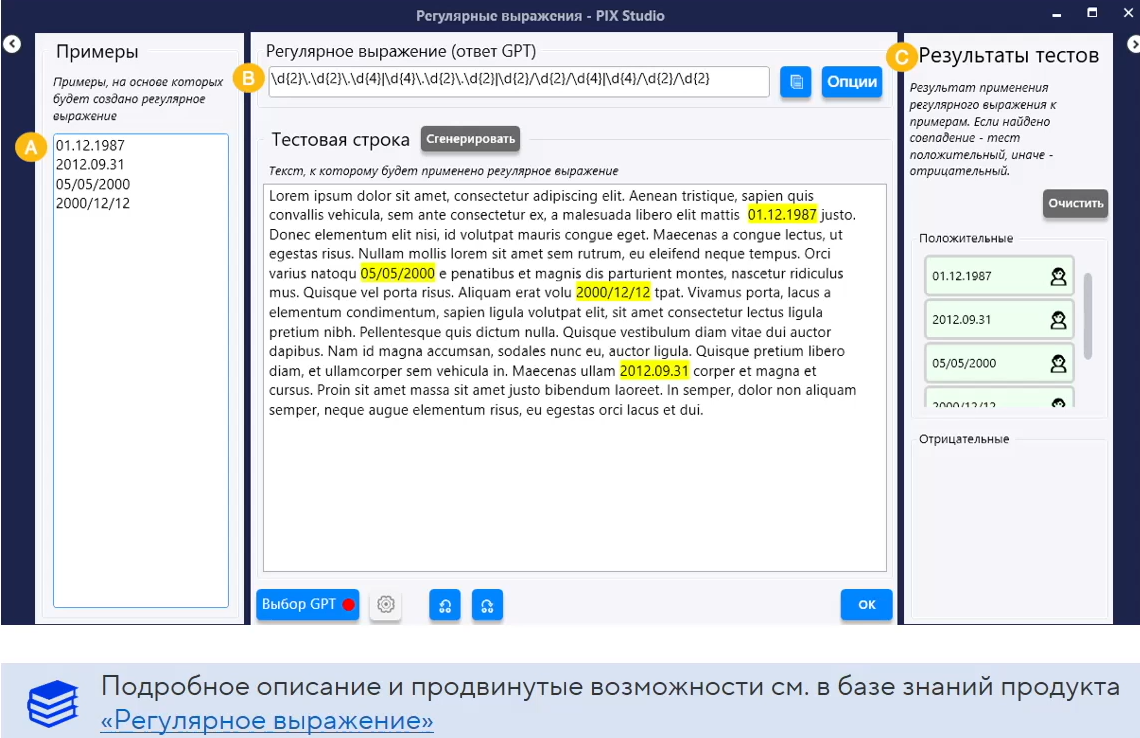 Регулярные выражения - PIX Studio
Примеры
Примеры, на основе которых
будет создано регулярное
выражение
A
01.12.1987
2012.09.31
05/05/2000
2000/12/12
Регулярное выражение (ответ GPT)
B
\d{2}\.\d{2}\.\d{4}|\d{4}\.\d{2}\.\d{2}|\d{2}/\d{2}/\d{4}|\d{4}/\d{2}/\d{2}
Опции
Тестовая строка
Сгенерировать
Текст, к которому будет применено регулярное выражение
Lorem ipsum dolor sit amet, consectetur adipiscing elit. Aenean tristique, sapien quis
convallis vehicula, sem ante consectetur ex, a malesuada libero elit mattis 01.12.1987 justo.
Donec elementum elit nisi, id volutpat mauris congue eget. Maecenas a congue lectus, ut
egestas risus. Nullam mollis lorem sit amet sem rutrum, eu eleifend neque tempus. Orci
varius natoqu 05/05/2000 e penatibus et magnis dis parturient montes, nascetur ridiculus
mus. Quisque vel porta risus. Aliquam erat volu 2000/12/12 tpat. Vivamus porta, lacus a
elementum condimentum, sapien ligula volutpat elit, sit amet consectetur lectus ligula
pretium nibh. Pellentesque quis dictum nulla. Quisque vestibulum diam vitae dui auctor
dapibus. Nam id magna accumsan, sodales nunc eu, auctor ligula. Quisque pretium libero
diam, et ullamcorper sem vehicula in. Maecenas ullam 2012.09.31 corper et magna et
cursus. Proin sit amet massa sit amet justo bibendum laoreet. In semper, dolor non aliquam
semper, neque augue elementum risus, eu egestas orci lacus et dui.
Выбор GPT
ОК
C
Результаты тестов
Результат применения
регулярного выражения к
примерам. Если найдено
совпадение - тест
положительный, иначе -
отрицательный.
Очистить
Положительные
01.12.1987
2012.09.31
05/05/2000
2000/12/12
Отрицательные
Подробное описание и продвинутые возможности см. в базе знаний продукта
«Регулярное выражение»